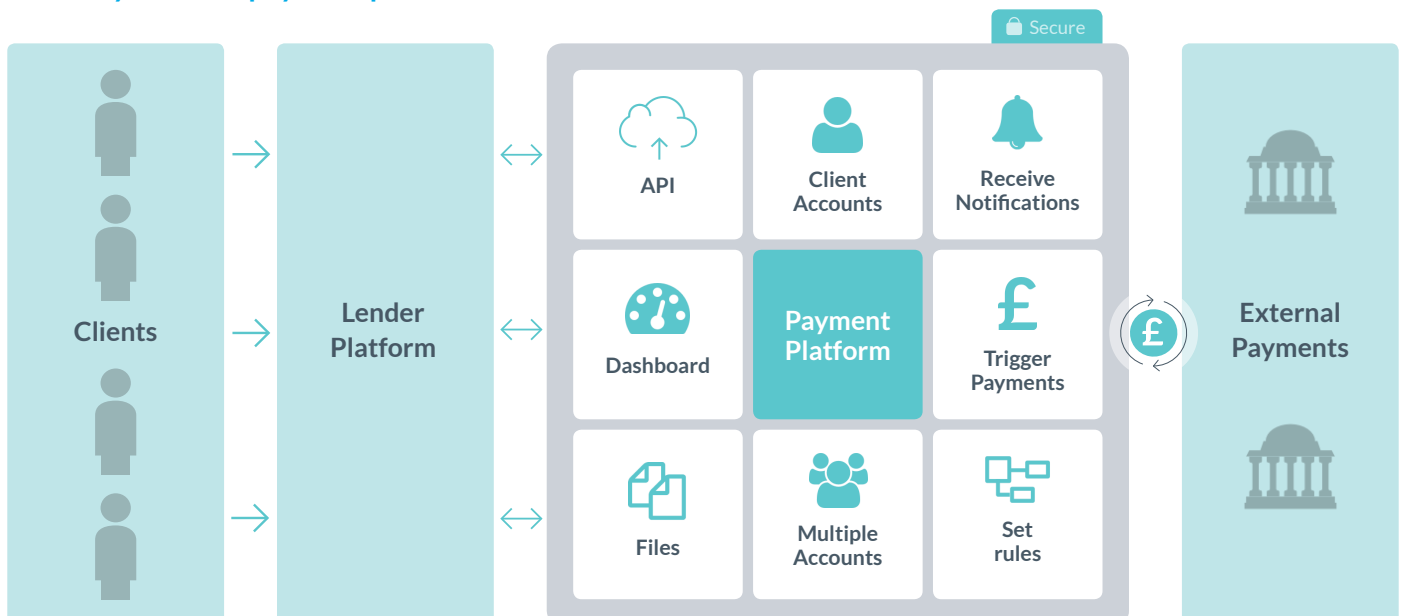 Secure
Clients
Lender
Platform
API
Client
Accounts
Receive
Notifications
Dashboard
Payment
Platform
£
Trigger
Payments
Files
Multiple
Accounts
Set
rules
£
External
Payments